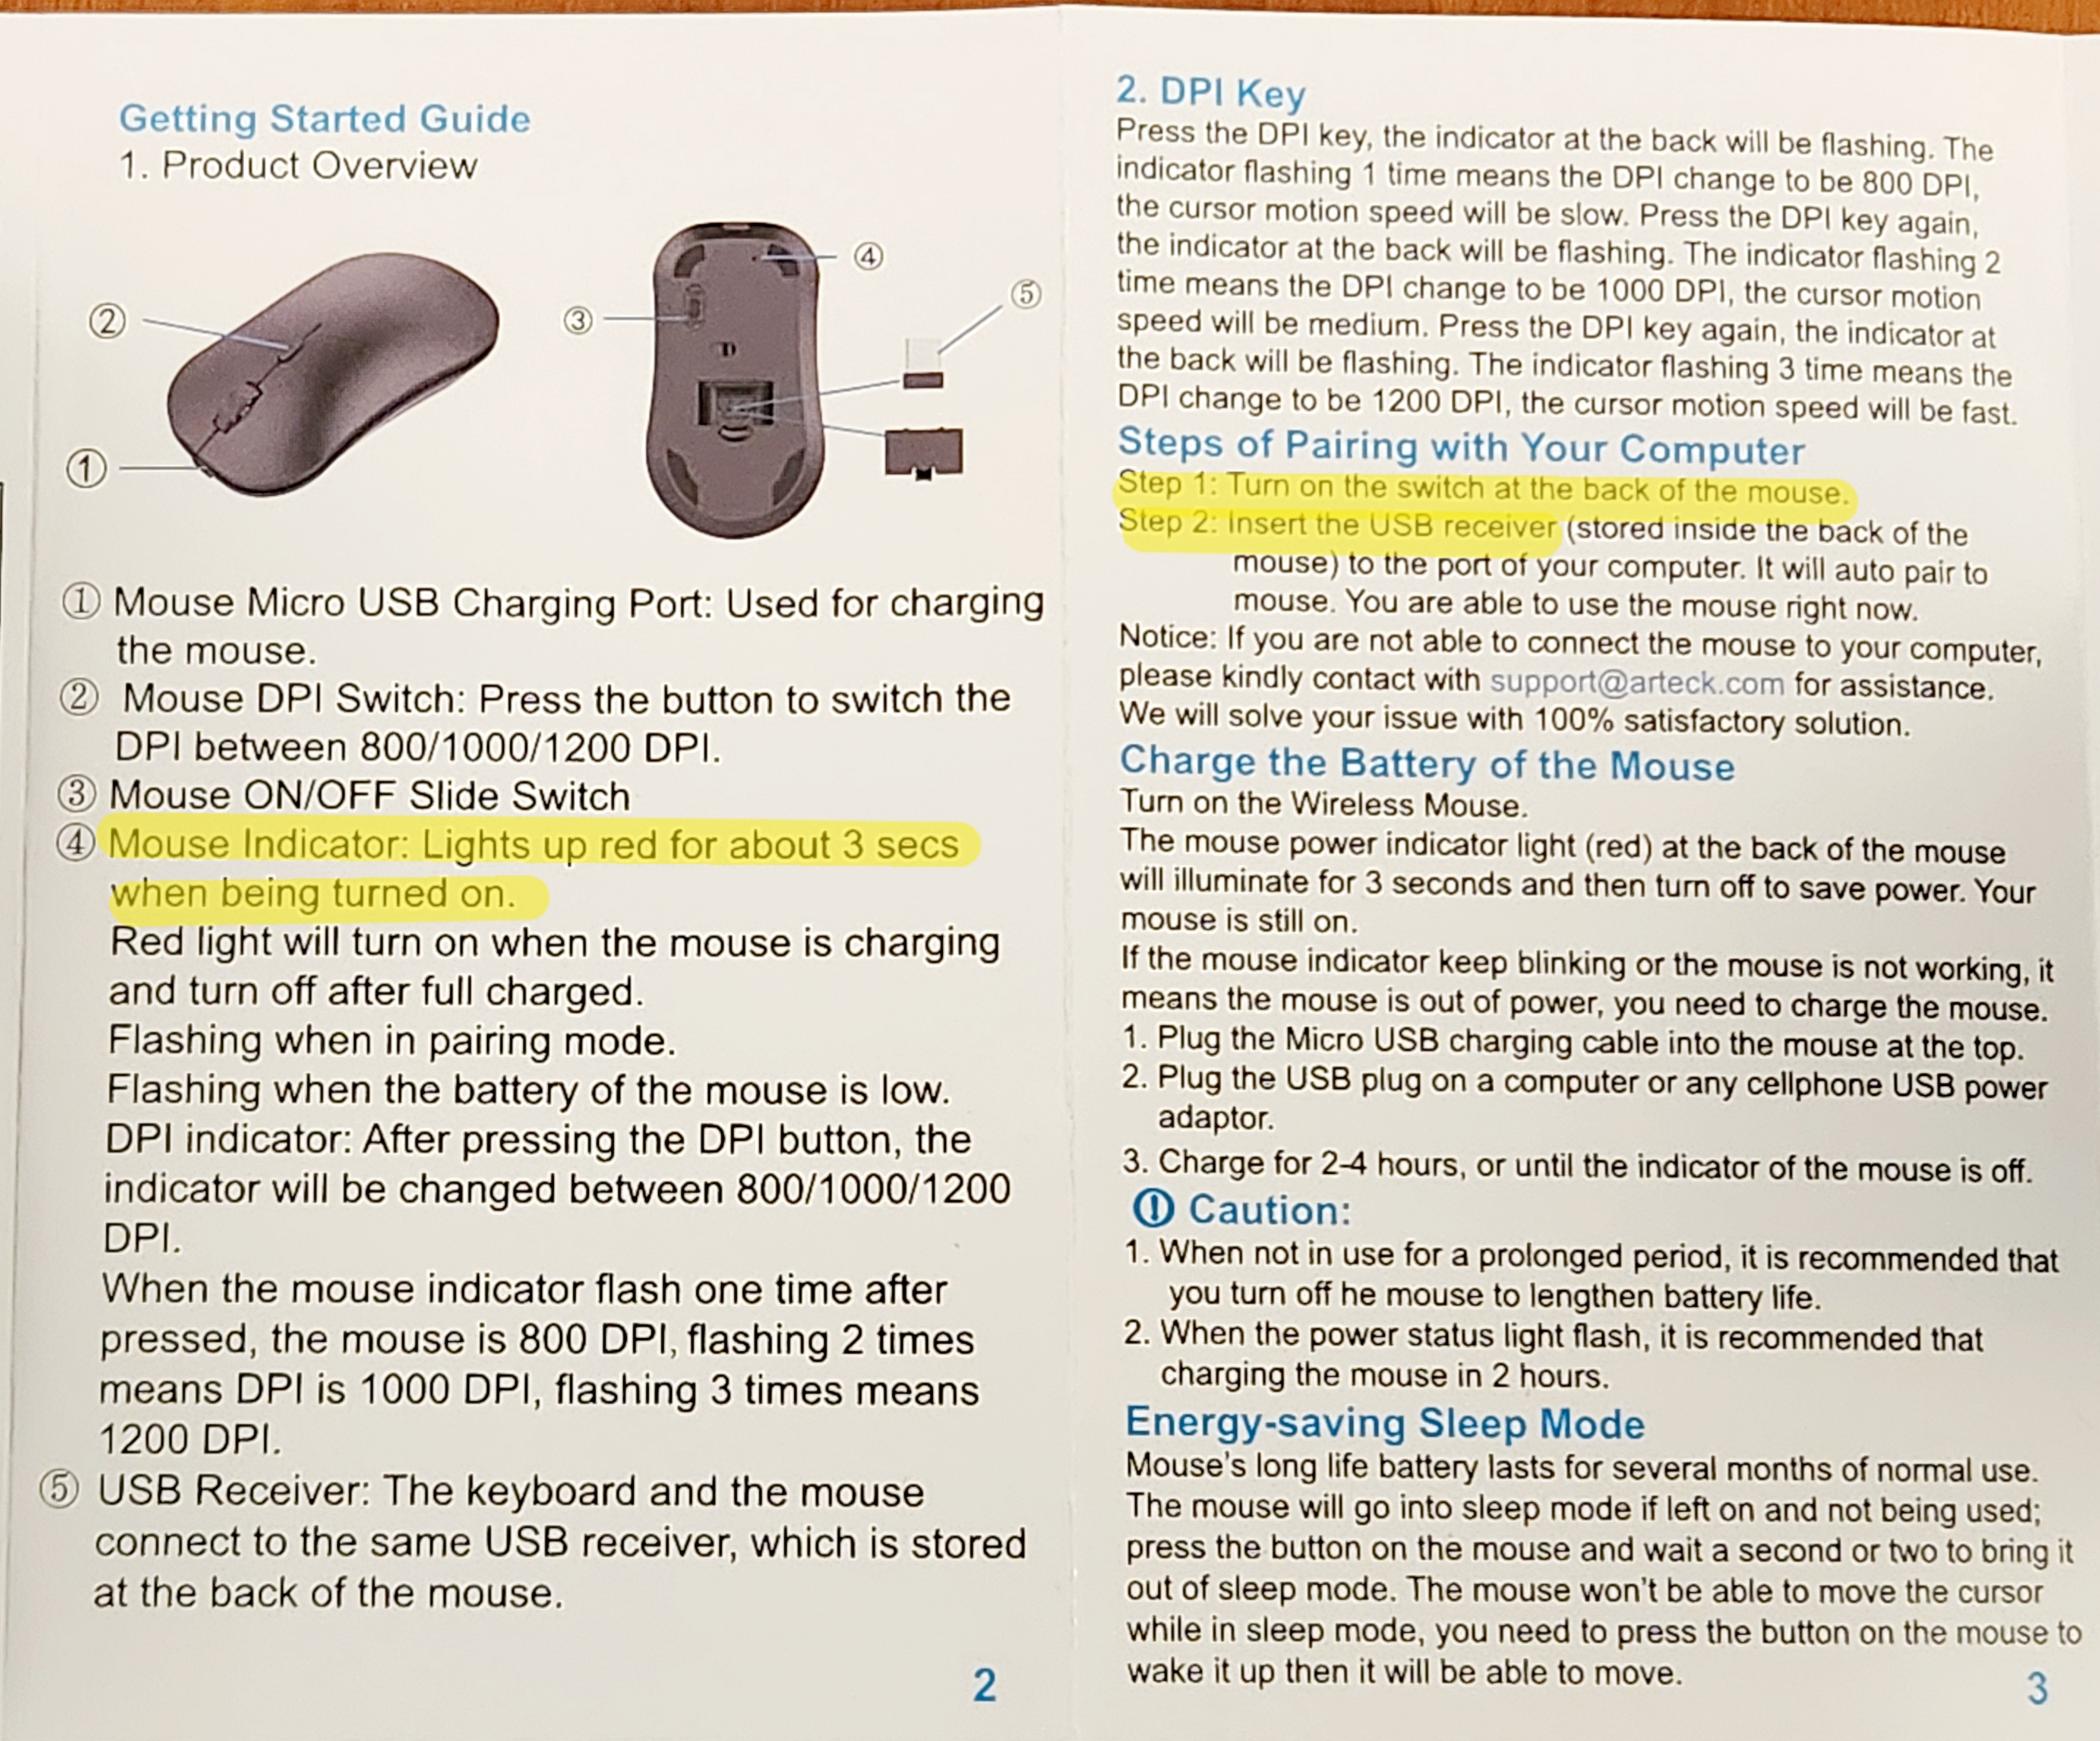 Getting Started Guide
1. Product Overview
②
①
③
④
⑤
① Mouse Micro USB Charging Port: Used for charging
the mouse.
② Mouse DPI Switch: Press the button to switch the
DPI between 800/1000/1200 DPI.
③ Mouse ON/OFF Slide Switch
④ Mouse Indicator: Lights up red for about 3 secs
when being turned on.
Red light will turn on when the mouse is charging
and turn off after full charged.
Flashing when in pairing mode.
Flashing when the battery of the mouse is low.
DPI indicator: After pressing the DPI button, the
indicator will be changed between 800/1000/1200
DPI.
When the mouse indicator flash one time after
pressed, the mouse is 800 DPI, flashing 2 times
means DPI is 1000 DPI, flashing 3 times means
1200 DPI.
⑤ USB Receiver: The keyboard and the mouse
connect to the same USB receiver, which is stored
at the back of the mouse.
2
2. DPI Key
Press the DPI key, the indicator at the back will be flashing. The
indicator flashing 1 time means the DPI change to be 800 DPI,
the cursor motion speed will be slow. Press the DPI key again,
the indicator at the back will be flashing. The indicator flashing 2
time means the DPI change to be 1000 DPI, the cursor motion
speed will be medium. Press the DPI key again, the indicator at
the back will be flashing. The indicator flashing 3 time means the
DPI change to be 1200 DPI, the cursor motion speed will be fast.
Steps of Pairing with Your Computer
Step 1: Turn on the switch at the back of the mouse.
Step 2: Insert the USB receiver (stored inside the back of the
mouse) to the port of your computer. It will auto pair to
mouse. You are able to use the mouse right now.
Notice: If you are not able to connect the mouse to your computer,
please kindly contact with support@arteck.com for assistance.
We will solve your issue with 100% satisfactory solution.
Charge the Battery of the Mouse
Turn on the Wireless Mouse.
The mouse power indicator light (red) at the back of the mouse
will illuminate for 3 seconds and then turn off to save power. Your
mouse is still on.
If the mouse indicator keep blinking or the mouse is not working, it
means the mouse is out of power, you need to charge the mouse.
1. Plug the Micro USB charging cable into the mouse at the top.
2. Plug the USB plug on a computer or any cellphone USB power
adaptor.
3. Charge for 2-4 hours, or until the indicator of the mouse is off.
Caution:
1. When not in use for a prolonged period, it is recommended that
you turn off he mouse to lengthen battery life.
2. When the power status light flash, it is recommended that
charging the mouse in 2 hours.
Energy-saving Sleep Mode
Mouse's long life battery lasts for several months of normal use.
The mouse will go into sleep mode if left on and not being used;
press the button on the mouse and wait a second or two to bring it
out of sleep mode. The mouse won't be able to move the cursor
while in sleep mode, you need to press the button on the mouse to
wake it up then it will be able to move.
3